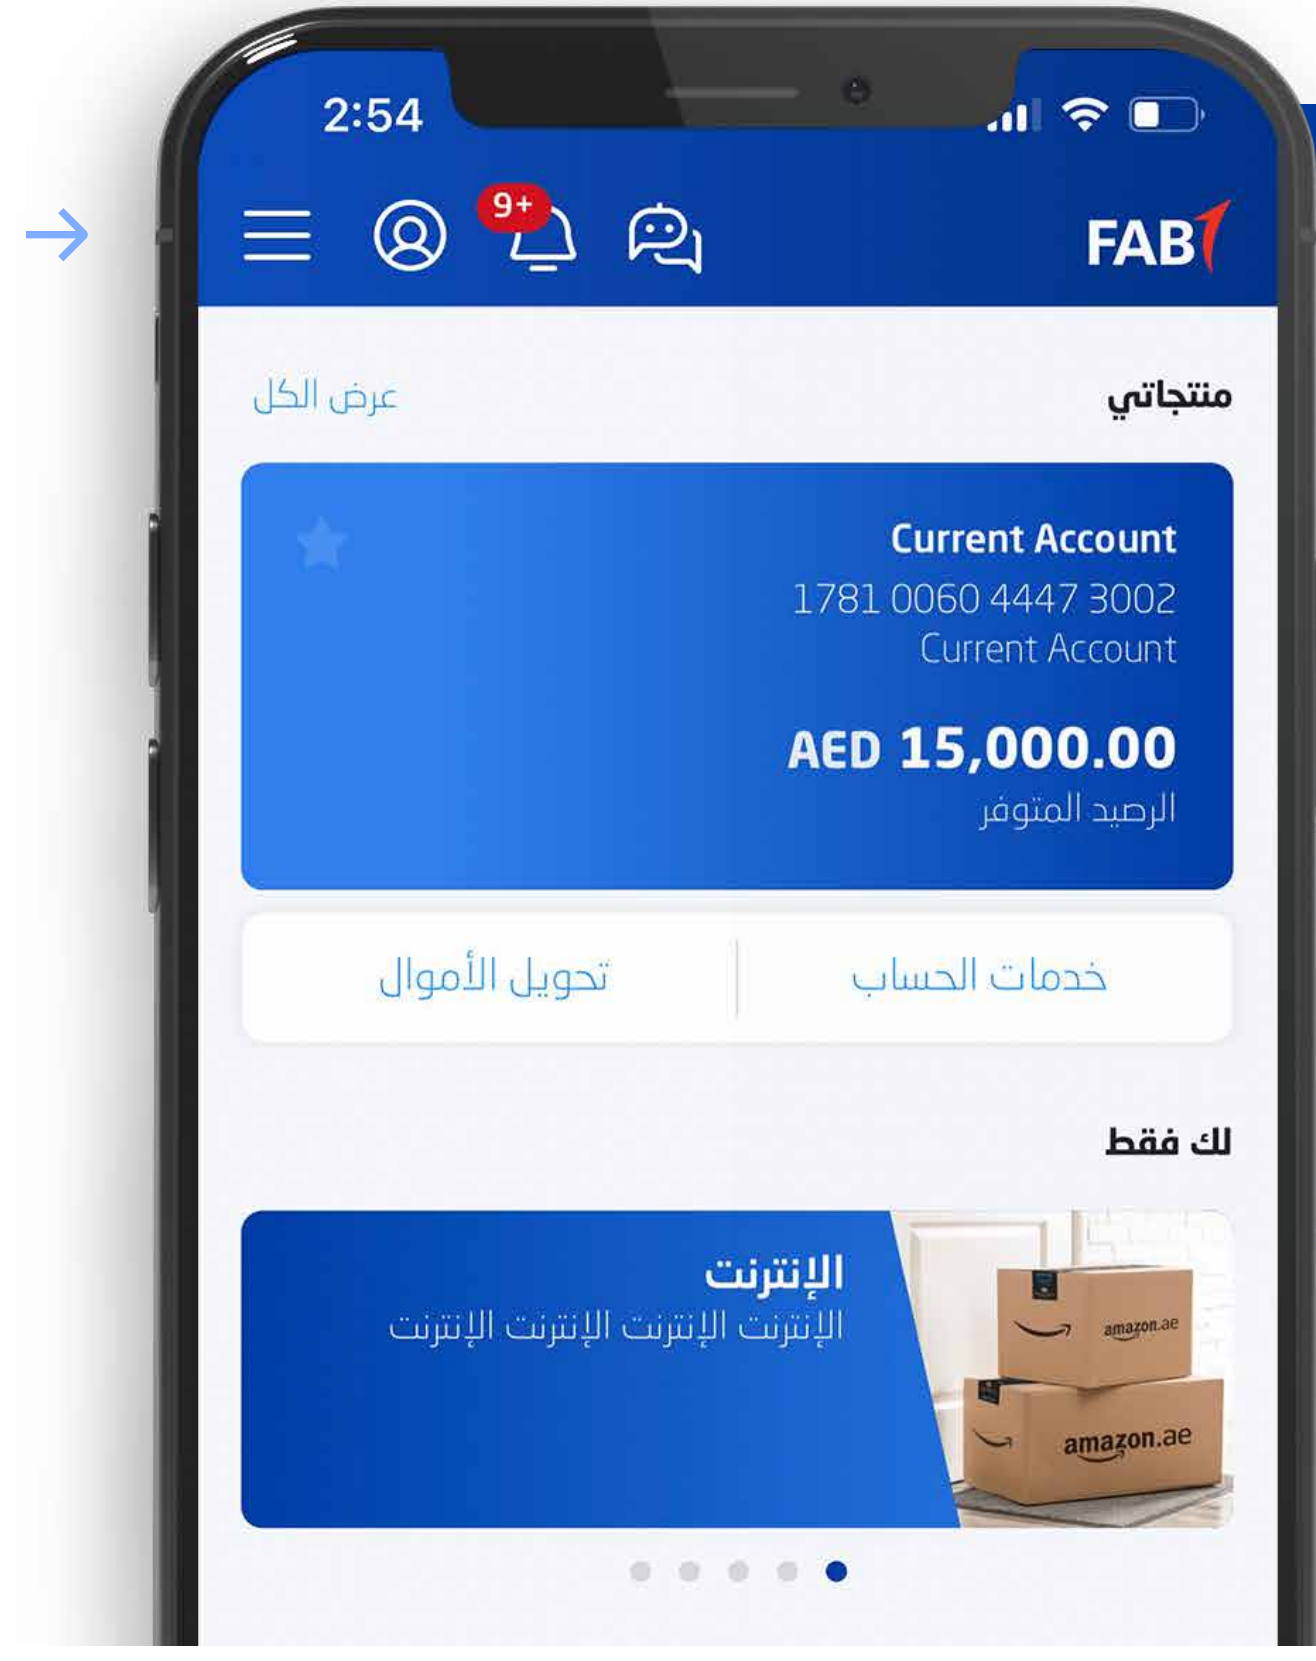 2:54
9+
FAB
منتجاتي
عرض الكل
Current Account
1781 0060 4447 3002
Current Account
AED 15,000.00
الرصيد المتوفر
خدمات الحساب
تحويل الأموال
لك فقط
الإنترنت
الإنترنت الإنترنت الإنترنت الإنترنت
amazon.ae
amazon.ae